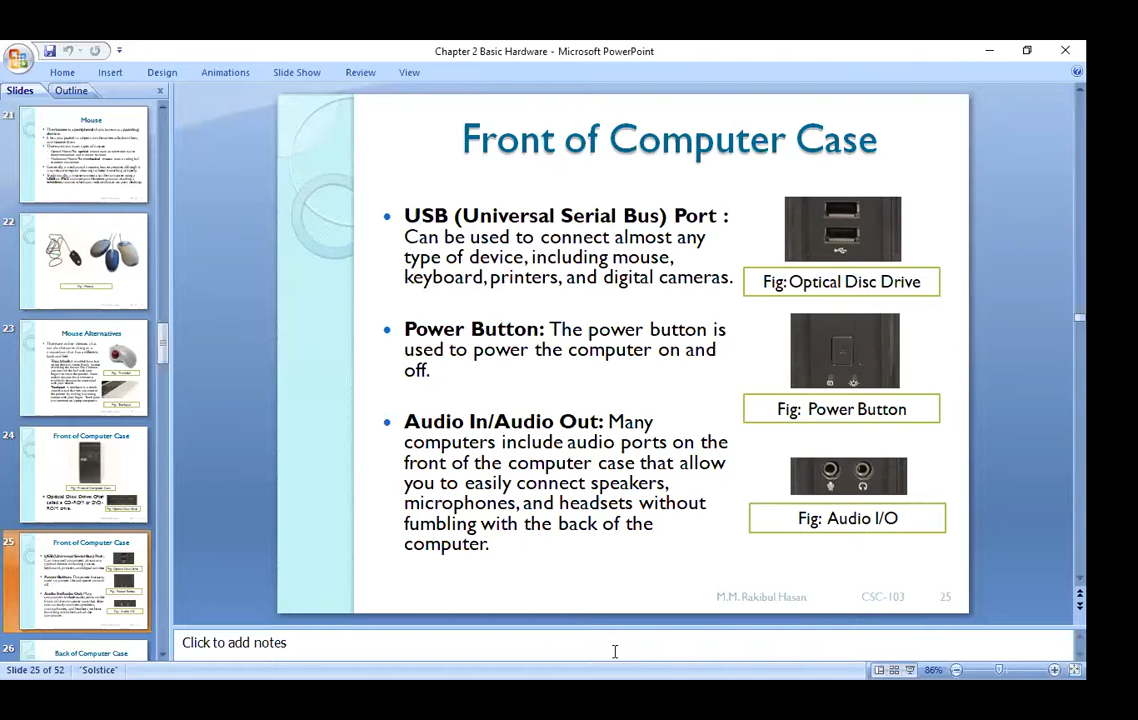 Chapter 2 Basic Hardware - Microsoft PowerPoint
Home Insert Design Animations Slide Show Review View
Slides Outline
21
Mouse
22
23
Mouse Alternatives
24
Front of Computer Case
25
Front of Computer Case
26
Back of Computer Case
Front of Computer Case
USB (Universal Serial Bus) Port :
Can be used to connect almost any
type of device, including mouse,
keyboard, printers, and digital cameras.
Fig: Optical Disc Drive
Power Button: The power button is
used to power the computer on and
off.
Fig: Power Button
Audio In/Audio Out: Many
computers include audio ports on the
front of the computer case that allow
you to easily connect speakers,
microphones, and headsets without
fumbling with the back of the
computer.
Fig: Audio I/O
M.M. Rakibul Hasan CSC-103 25
Click to add notes
Slide 25 of 52 "Solstice" 86%